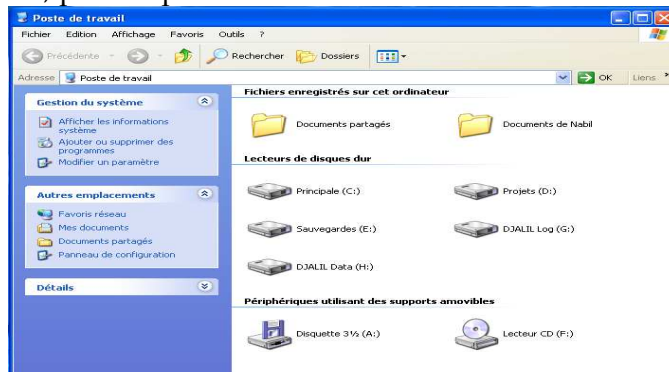 Poste de travail
Fichier Edition Affichage Favoris Outils ?
Précédente Rechercher Dossiers
Adresse Poste de travail OK Liens »
Gestion du système
Afficher les informations
système
Ajouter ou supprimer des
programmes
Modifier un paramètre
Autres emplacements
Favoris réseau
Mes documents
Documents partagés
Panneau de configuration
Détails
Fichiers enregistrés sur cet ordinateur
Documents partagés Documents de Nabil
Lecteurs de disques dur
Principale (C:) Projets (D:)
Sauvegardes (E:) DJALIL Log (G:)
DJALIL Data (H:)
Périphériques utilisant des supports amovibles
Disquette 3½ (A:) Lecteur CD (F:)